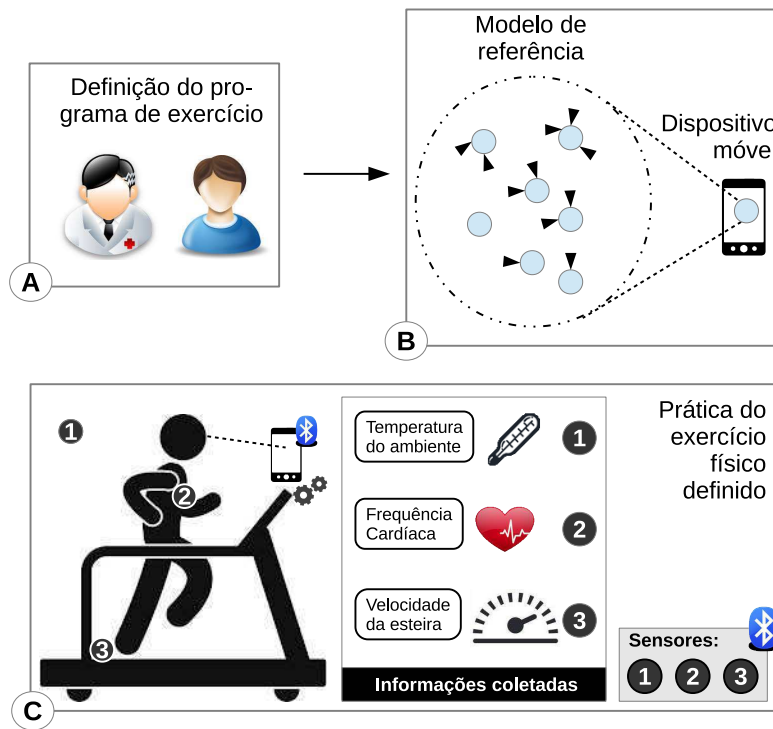 Definição do pro-
grama de exercício
A
Modelo de
referência
Dispositivo
móve
B
1
2
3
Temperatura
do ambiente
1
Frequência
Cardíaca
2
Velocidade
da esteira
3
Informações coletadas
Prática do
exercício
físico
definido
Sensores:
1 2 3
C